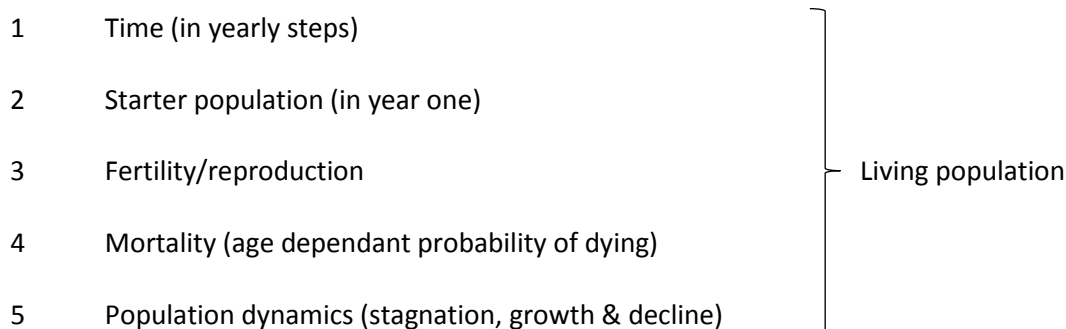 1 Time (in yearly steps)
2 Starter population (in year one)
3 Fertility/reproduction
Living population
4 Mortality (age dependant probability of dying)
5 Population dynamics (stagnation, growth & decline)